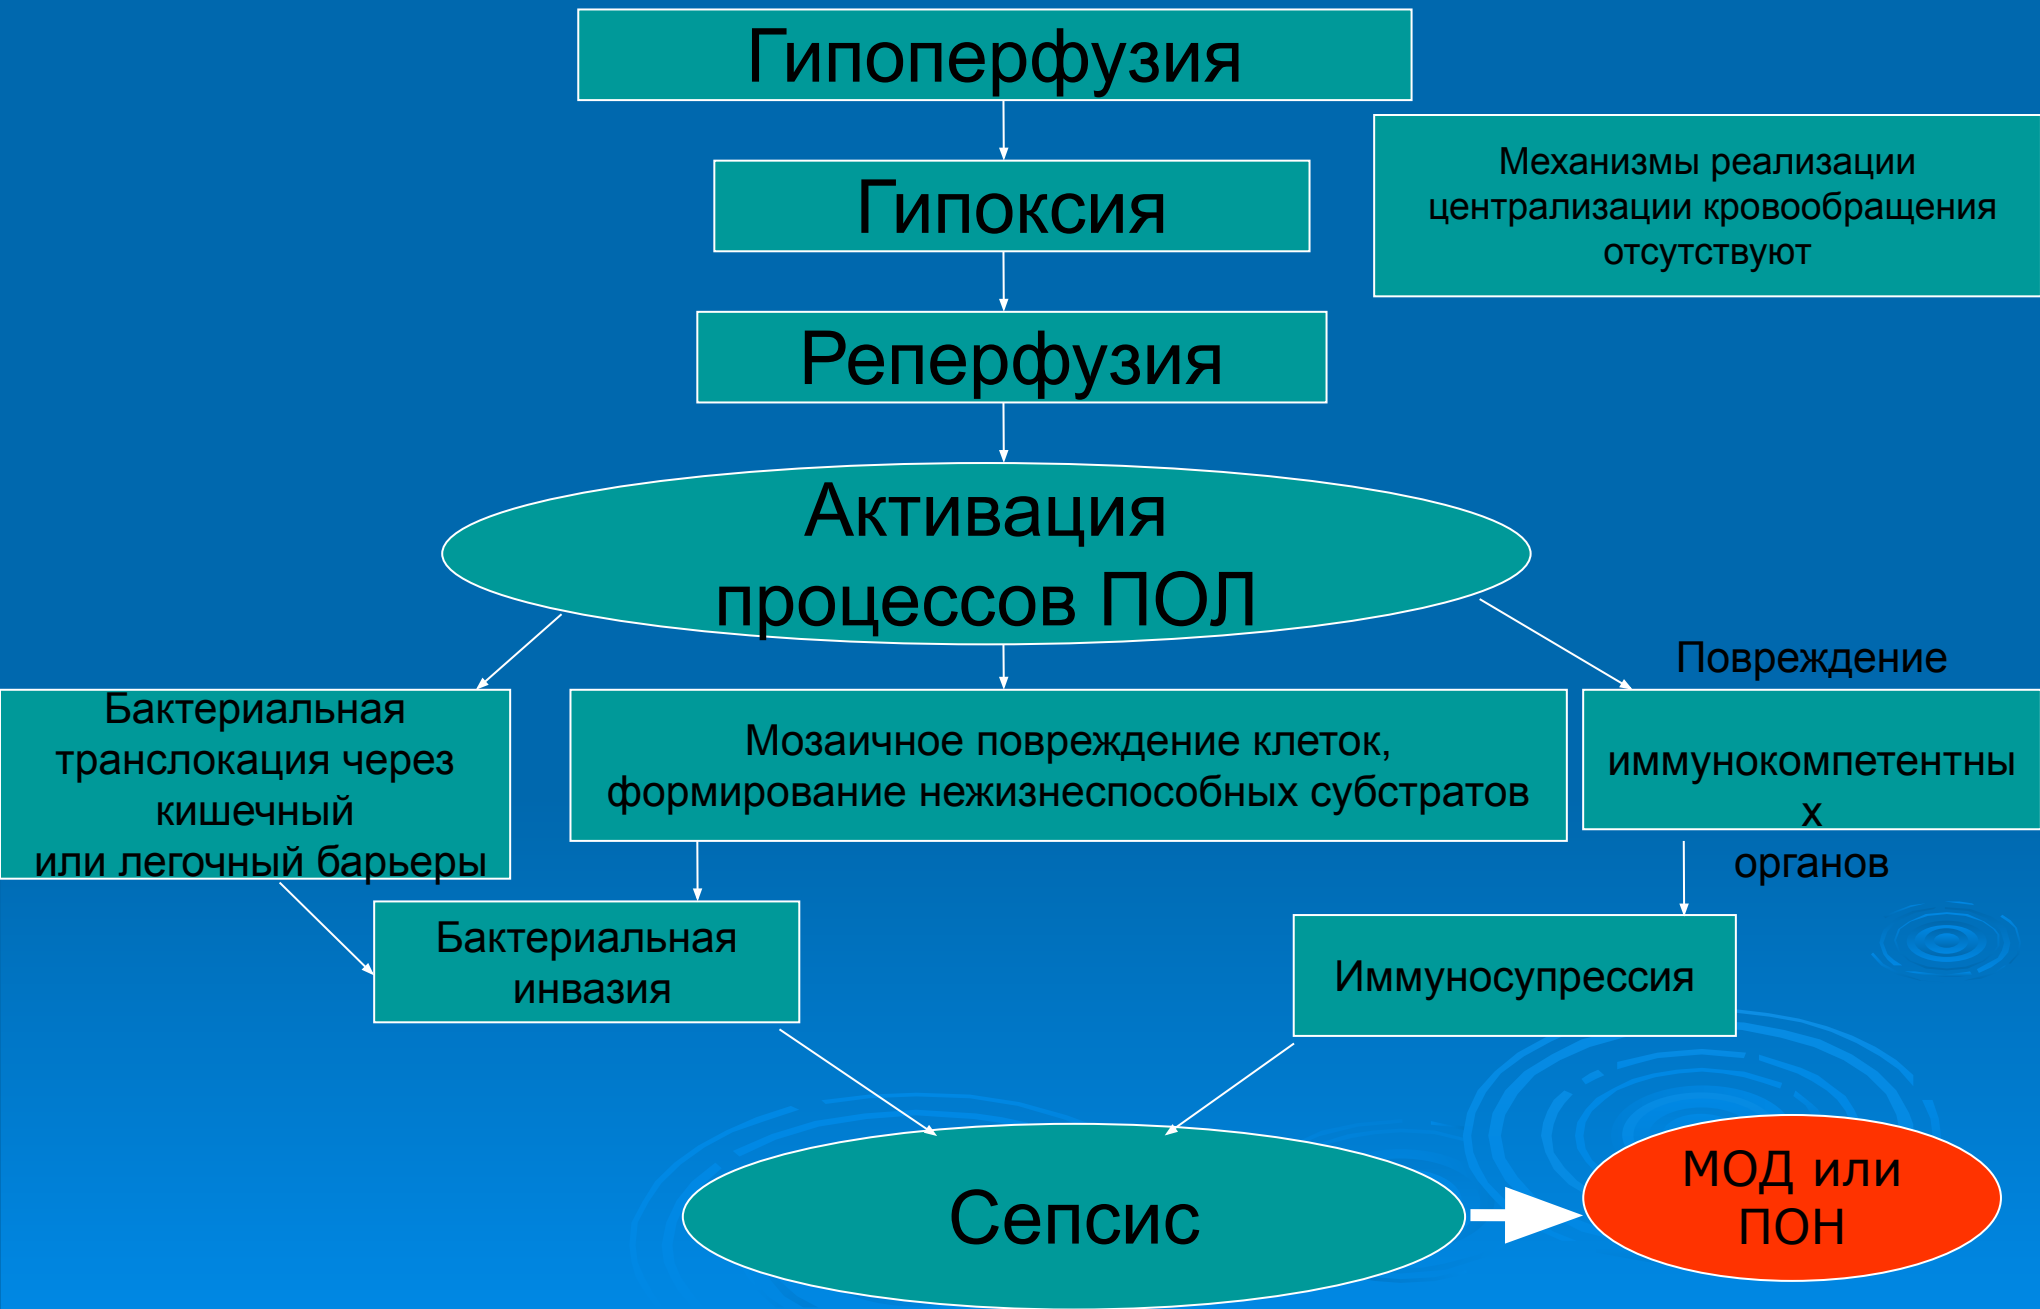 Гипоперфузия
Гипоксия
Механизмы реализации
централизации кровообращения
отсутствуют
Реперфузия
Активация
процессов ПОЛ
Бактериальная
транслокация через
кишечный
или легочный барьеры
Мозаичное повреждение клеток,
формирование нежизнеспособных субстратов
Повреждение
иммунокомпетентны
х
органов
Бактериальная
инвазия
Иммуносупрессия
Сепсис
МОД или
ПОН